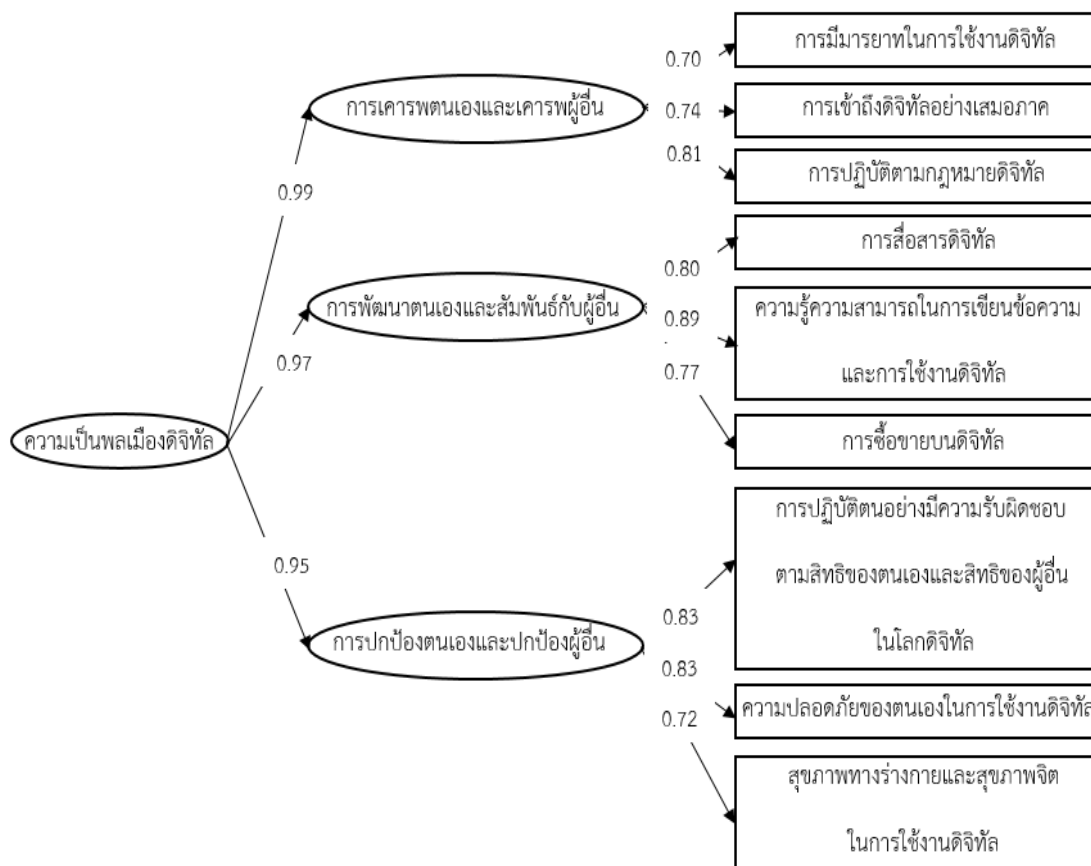 การมีมารยาทในการใช้งานดิจิทัล
0.70
การเคารพตนเองและเคารพผู้อื่น
0.74
การเข้าถึงดิจิทัลอย่างเสมอภาค
0.81
การปฏิบัติตามกฎหมายดิจิทัล
0.99
การสื่อสารดิจิทัล
0.80
การพัฒนาตนเองและสัมพันธ์กับผู้อื่น
0.89
ความรู้ความสามารถในการเขียนข้อความ
และการใช้งานดิจิทัล
0.97
0.77
ความเป็นพลเมืองดิจิทัล
การซื้อขายบนดิจิทัล
การปฏิบัติตนอย่างมีความรับผิดชอบ
ตามสิทธิของตนเองและสิทธิของผู้อื่น
ในโลกดิจิทัล
0.95
0.83
การปกป้องตนเองและปกป้องผู้อื่น
0.83
ความปลอดภัยของตนเองในการใช้งานดิจิทัล
0.72
สุขภาพทางร่างกายและสุขภาพจิต
ในการใช้งานดิจิทัล